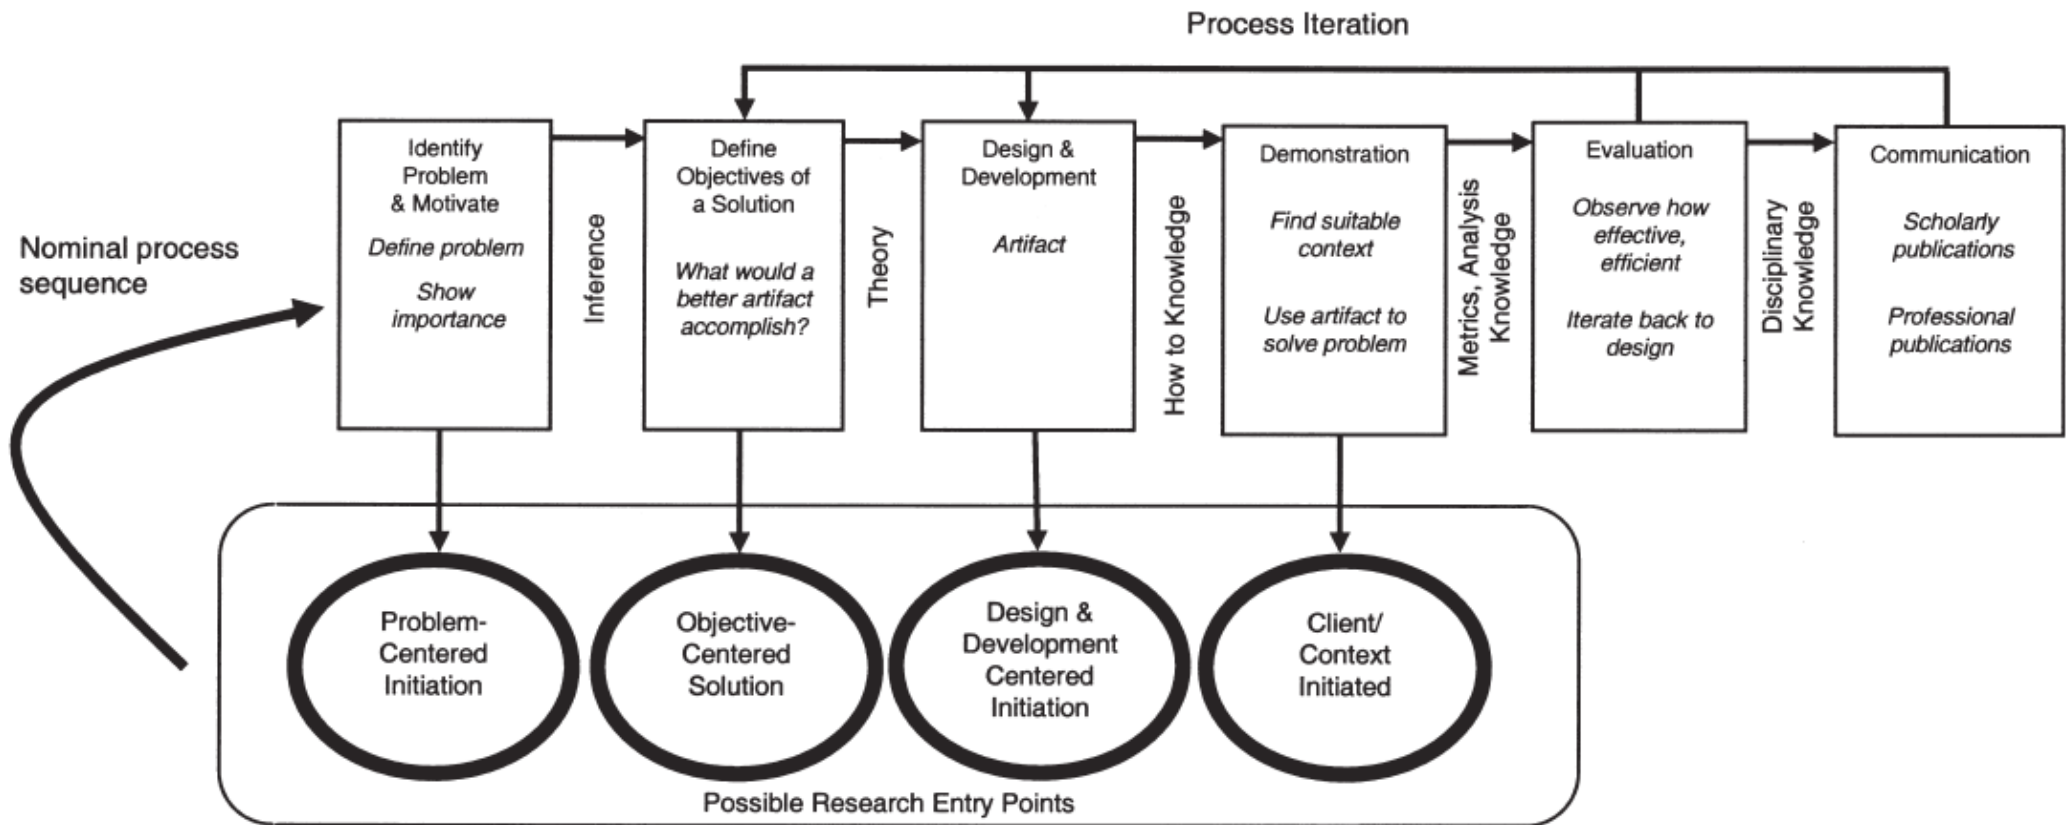 Process Iteration
Nominal process
sequence
Identify
Problem
& Motivate
Define problem
Show
importance
Inference
Define
Objectives of
a Solution
What would a
better artifact
accomplish?
Theory
Design &
Development
Artifact
How to Knowledge
Demonstration
Find suitable
context
Use artifact to
solve problem
Metrics, Analysis
Knowledge
Evaluation
Observe how
effective,
efficient
Iterate back to
design
Disciplinary
Knowledge
Communication
Scholarly
publications
Professional
publications
Problem-
Centered
Initiation
Objective-
Centered
Solution
Design &
Development
Centered
Initiation
Client/
Context
Initiated
Possible Research Entry Points